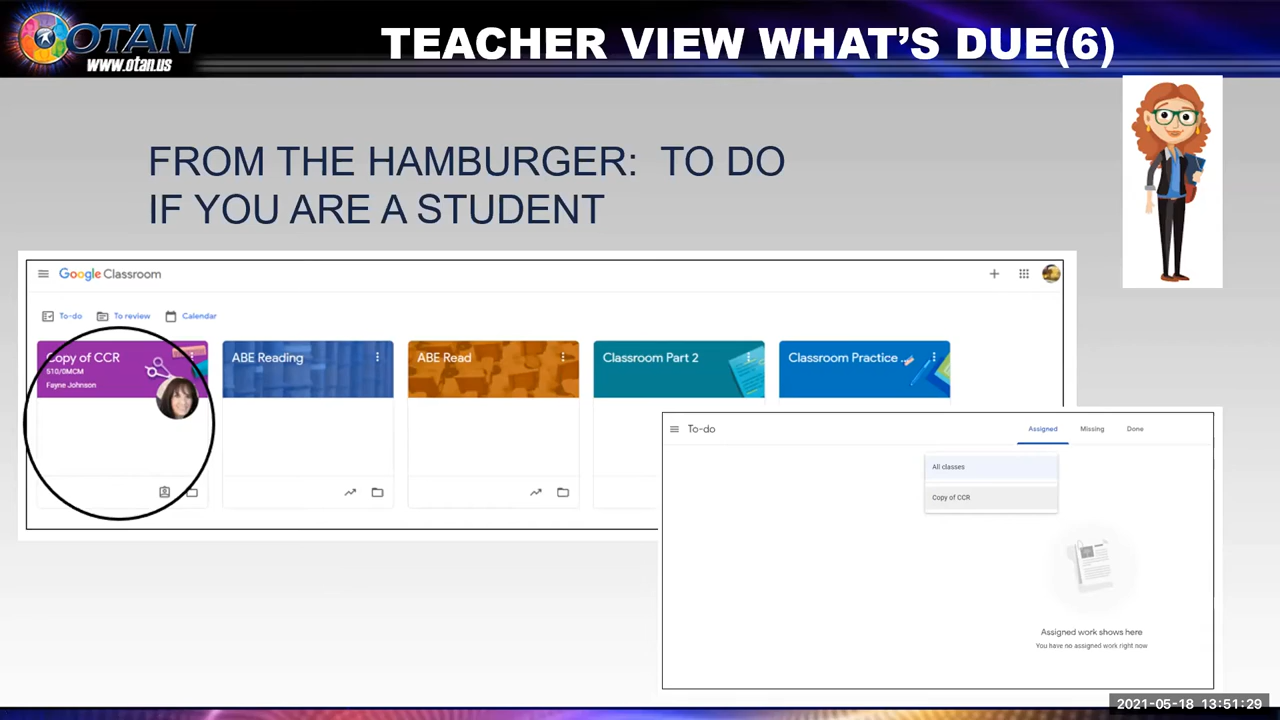 OTAN
www.otan.us
TEACHER VIEW WHAT'S DUE(6)
FROM THE HAMBURGER:  TO DO
IF YOU ARE A STUDENT
Google Classroom
To-do
To review
Calendar
Copy of CCR
510/0MCM
Fayne Johnson
ABE Reading
ABE Read
Classroom Part 2
Classroom Practice ...
To-do
Assigned
Missing
Done
All classes
Copy of CCR
Assigned work shows here
You have no assigned work right now
2021-05-18 13:51:29